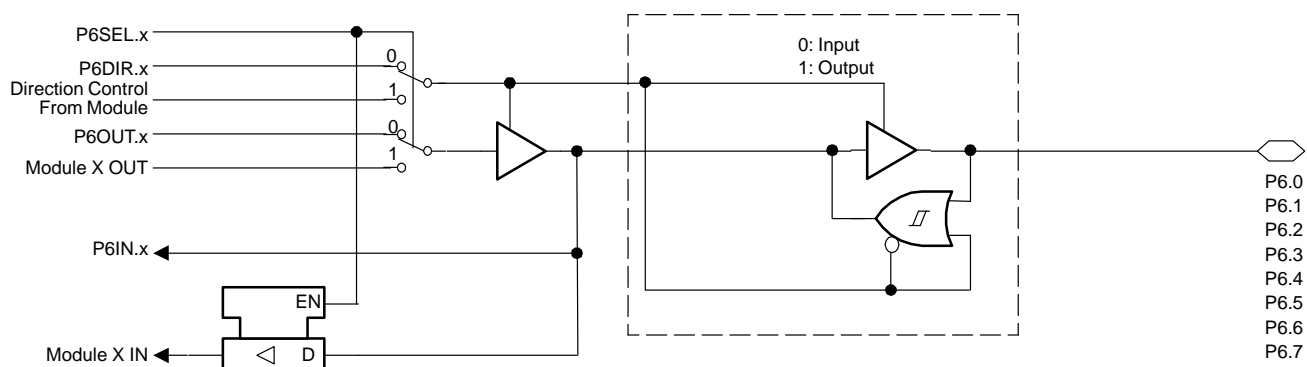 P6SEL.x
0: Input
0
P6DIR.x
1: Output
Direction Control
From Module
1
P6OUT.x
0
Module X OUT
1
P6.0
P6.1
P6.2
P6IN.x
P6.3
P6.4
EN
P6.5
P6.6
Module X IN
D
P6.7